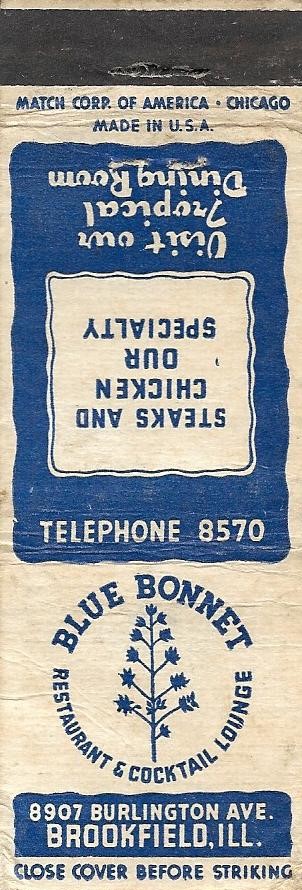 MATCH CORP. OF AMERICA · CHICAGO
MADE IN U.S.A.
Visit our
Tropical
Dining Room
STEAKS AND
CHICKEN
OUR
SPECIALTY
TELEPHONE 8570
BLUE BONNET
RESTAURANT & COCKTAIL LOUNGE
8907 BURLINGTON AVE.
BROOKFIELD, ILL.
CLOSE COVER BEFORE STRIKING